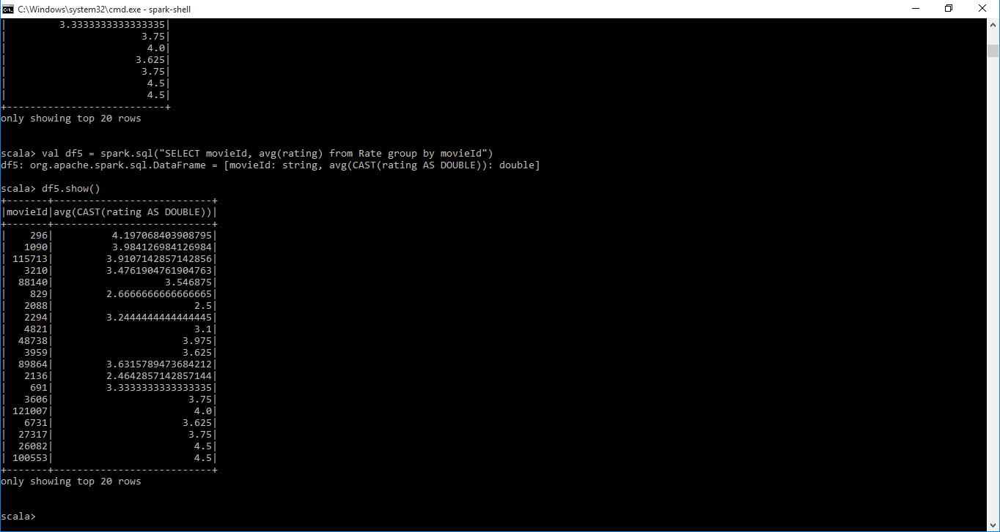 C:\Windows\system32\cmd.exe - spark-shell
|         3.3333333333333335|
|                       3.75|
|                        4.0|
|                      3.625|
|                       3.75|
|                        4.5|
|                        4.5|
+---------------------------+
only showing top 20 rows
scala> val df5 = spark.sql("SELECT movieId, avg(rating) from Rate group by movieId")
df5: org.apache.spark.sql.DataFrame = [movieId: string, avg(CAST(rating AS DOUBLE)): double]
scala> df5.show()
+-------+---------------------------+
|movieId|avg(CAST(rating AS DOUBLE))|
+-------+---------------------------+
|    296|          4.197068403908795|
|   1090|          3.984126984126984|
| 115713|         3.9107142857142856|
|   3210|         3.4761904761904763|
|  88140|                   3.546875|
|    829|         2.6666666666666665|
|   2088|                        2.5|
|   2294|         3.2444444444444445|
|   4821|                        3.1|
|  48738|                      3.975|
|   3959|                      3.625|
|  89864|         3.6315789473684212|
|   2136|         2.4642857142857144|
|    691|         3.3333333333333335|
|   3606|                       3.75|
| 121007|                        4.0|
|   6731|                      3.625|
|  27317|                       3.75|
|  26082|                        4.5|
| 100553|                        4.5|
+-------+---------------------------+
only showing top 20 rows
scala>